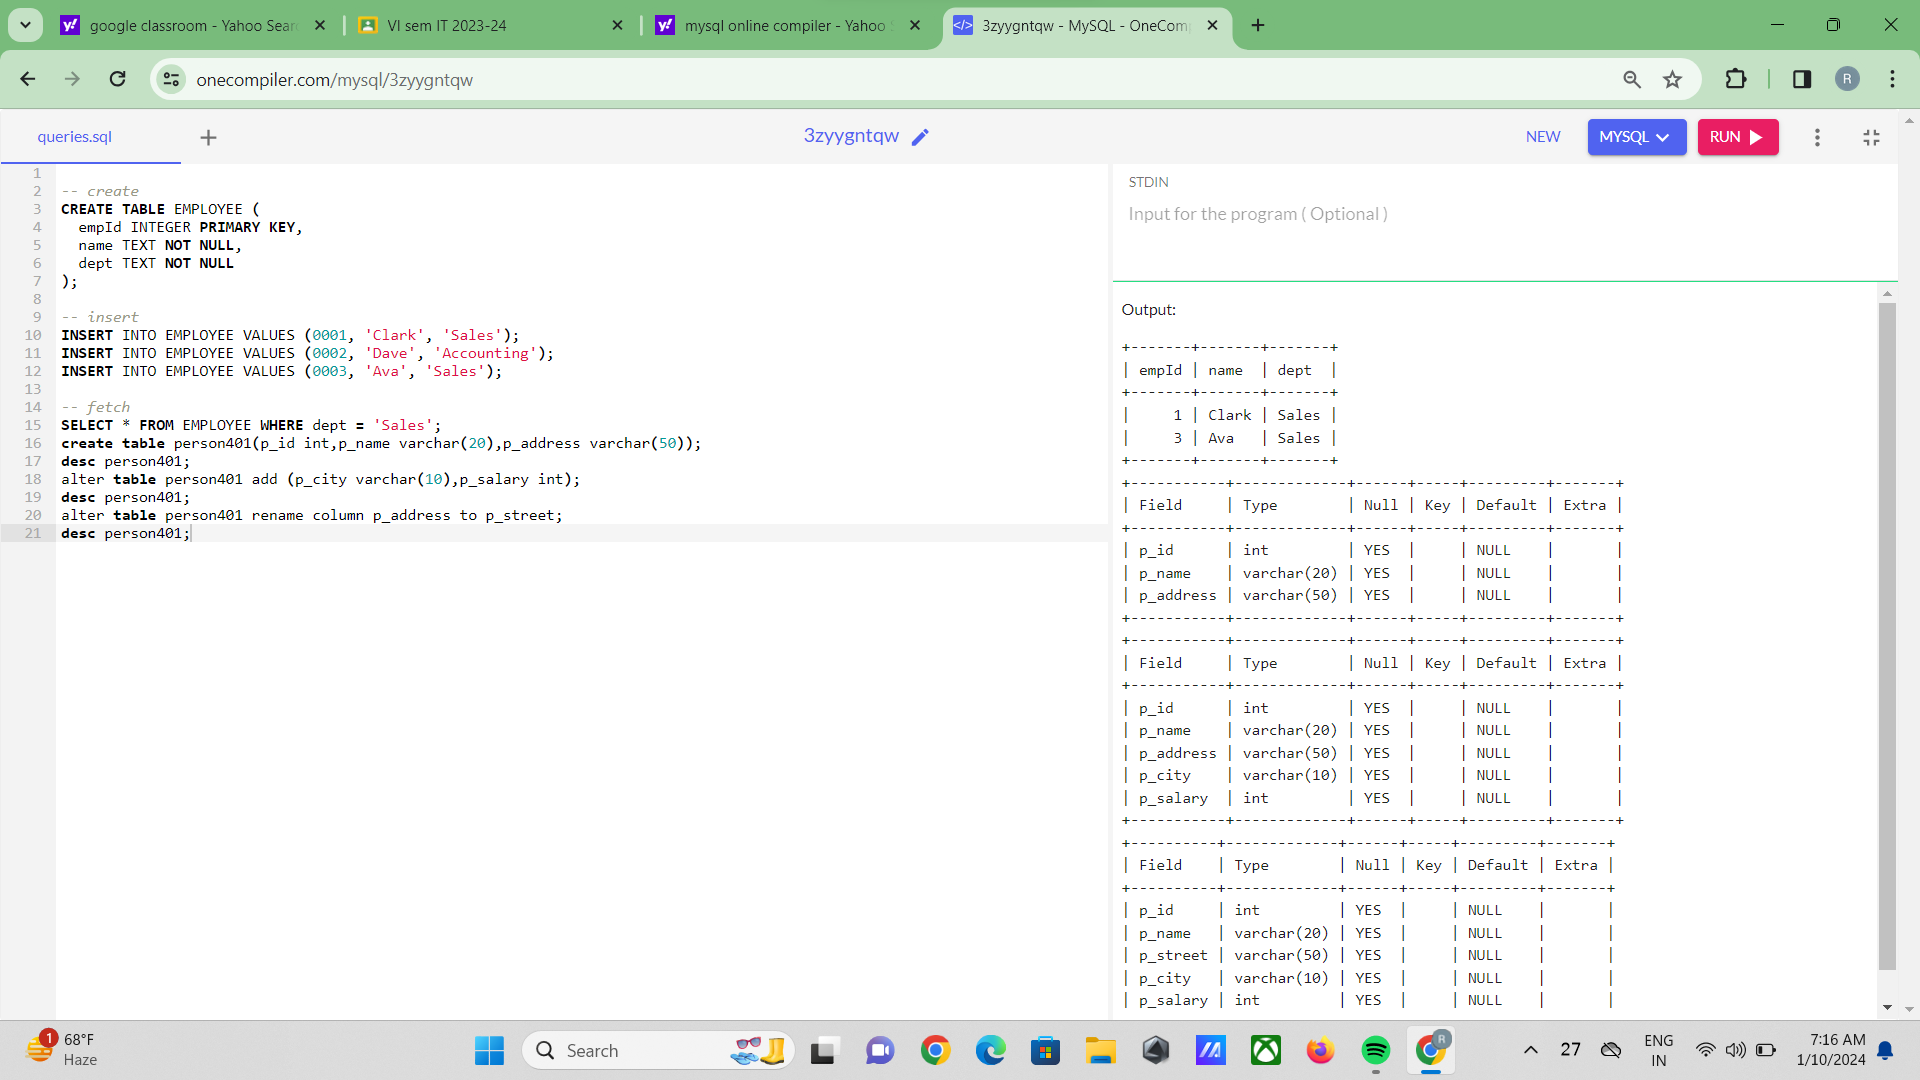 google classroom - Yahoo Sear
VI sem IT 2023-24
mysql online compiler - Yahoo
3zyygntqw - MySQL - OneComp
onecompiler.com/mysql/3zyygntqw
R
queries.sql
3zyygntqw
NEW
MYSQL
RUN
1
2 -- create
3 CREATE TABLE EMPLOYEE (
4   empId INTEGER PRIMARY KEY,
5   name TEXT NOT NULL,
6   dept TEXT NOT NULL
7 );
8
9 -- insert
10 INSERT INTO EMPLOYEE VALUES (0001, 'Clark', 'Sales');
11 INSERT INTO EMPLOYEE VALUES (0002, 'Dave', 'Accounting');
12 INSERT INTO EMPLOYEE VALUES (0003, 'Ava', 'Sales');
13
14 -- fetch
15 SELECT * FROM EMPLOYEE WHERE dept = 'Sales';
16 create table person401(p_id int,p_name varchar(20),p_address varchar(50));
17 desc person401;
18 alter table person401 add (p_city varchar(10),p_salary int);
19 desc person401;
20 alter table person401 rename column p_address to p_street;
21 desc person401;
STDIN
Input for the program ( Optional )
Output:
+-------+-------+-------+
| empId | name  | dept  |
+-------+-------+-------+
|     1 | Clark | Sales |
|     3 | Ava   | Sales |
+-------+-------+-------+
+-----------+-------------+------+-----+---------+-------+
| Field     | Type        | Null | Key | Default | Extra |
+-----------+-------------+------+-----+---------+-------+
| p_id      | int         | YES  |     | NULL    |       |
| p_name    | varchar(20) | YES  |     | NULL    |       |
| p_address | varchar(50) | YES  |     | NULL    |       |
+-----------+-------------+------+-----+---------+-------+
+-----------+-------------+------+-----+---------+-------+
| Field     | Type        | Null | Key | Default | Extra |
+-----------+-------------+------+-----+---------+-------+
| p_id      | int         | YES  |     | NULL    |       |
| p_name    | varchar(20) | YES  |     | NULL    |       |
| p_address | varchar(50) | YES  |     | NULL    |       |
| p_city    | varchar(10) | YES  |     | NULL    |       |
| p_salary  | int         | YES  |     | NULL    |       |
+-----------+-------------+------+-----+---------+-------+
+----------+-------------+------+-----+---------+-------+
| Field    | Type        | Null | Key | Default | Extra |
+----------+-------------+------+-----+---------+-------+
| p_id     | int         | YES  |     | NULL    |       |
| p_name   | varchar(20) | YES  |     | NULL    |       |
| p_street | varchar(50) | YES  |     | NULL    |       |
| p_city   | varchar(10) | YES  |     | NULL    |       |
| p_salary | int         | YES  |     | NULL    |       |
1
68°F
Haze
Search
R
27
ENG
IN
7:16 AM
1/10/2024